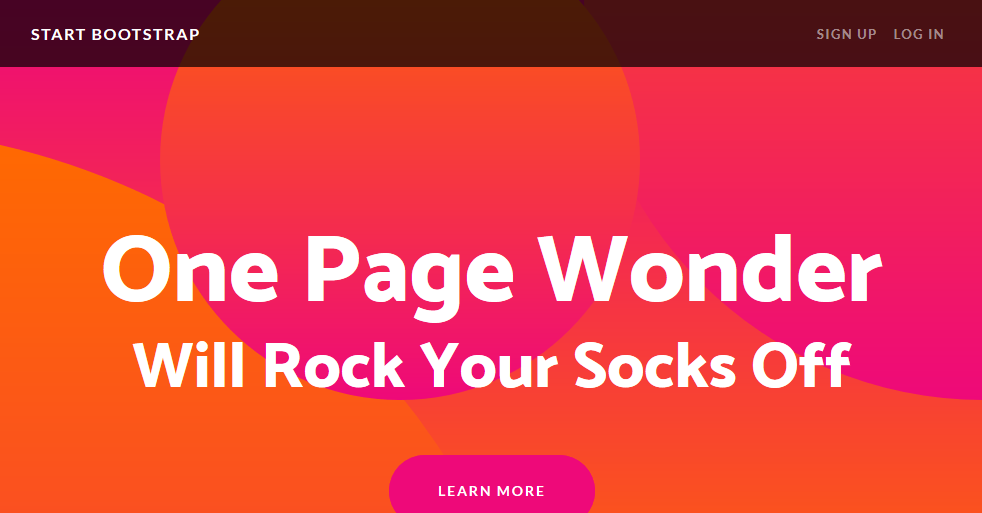 START BOOTSTRAP
SIGN UP LOG IN
One Page Wonder
Will Rock Your Socks Off
LEARN MORE